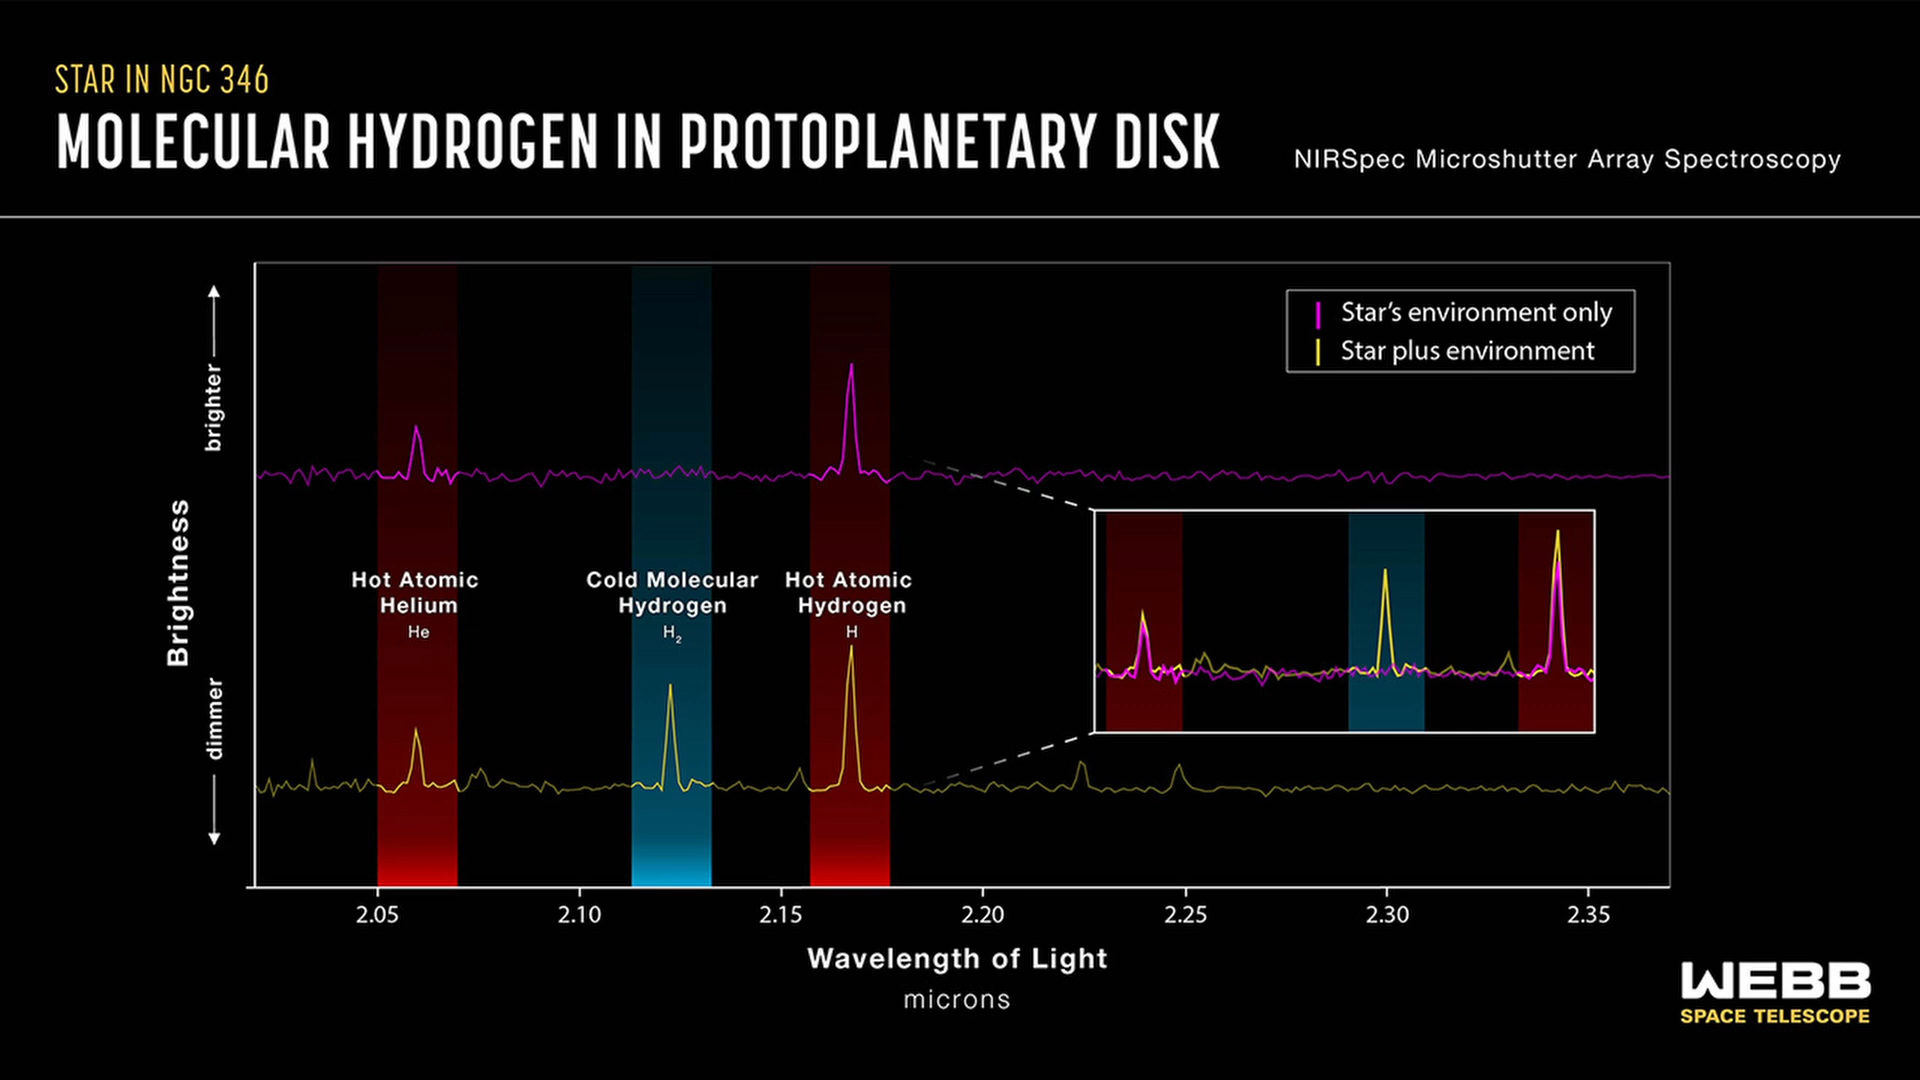 STAR IN NGC 346
MOLECULAR HYDROGEN IN PROTOPLANETARY DISK
NIRSpec Microshutter Array Spectroscopy
Star's environment only
Star plus environment
brighter
Brightness
dimmer
Hot Atomic
Helium
He
Cold Molecular
Hydrogen
H₂
Hot Atomic
Hydrogen
H
2.05
2.10
2.15
2.20
2.25
2.30
2.35
Wavelength of Light
microns
WEBB
SPACE TELESCOPE